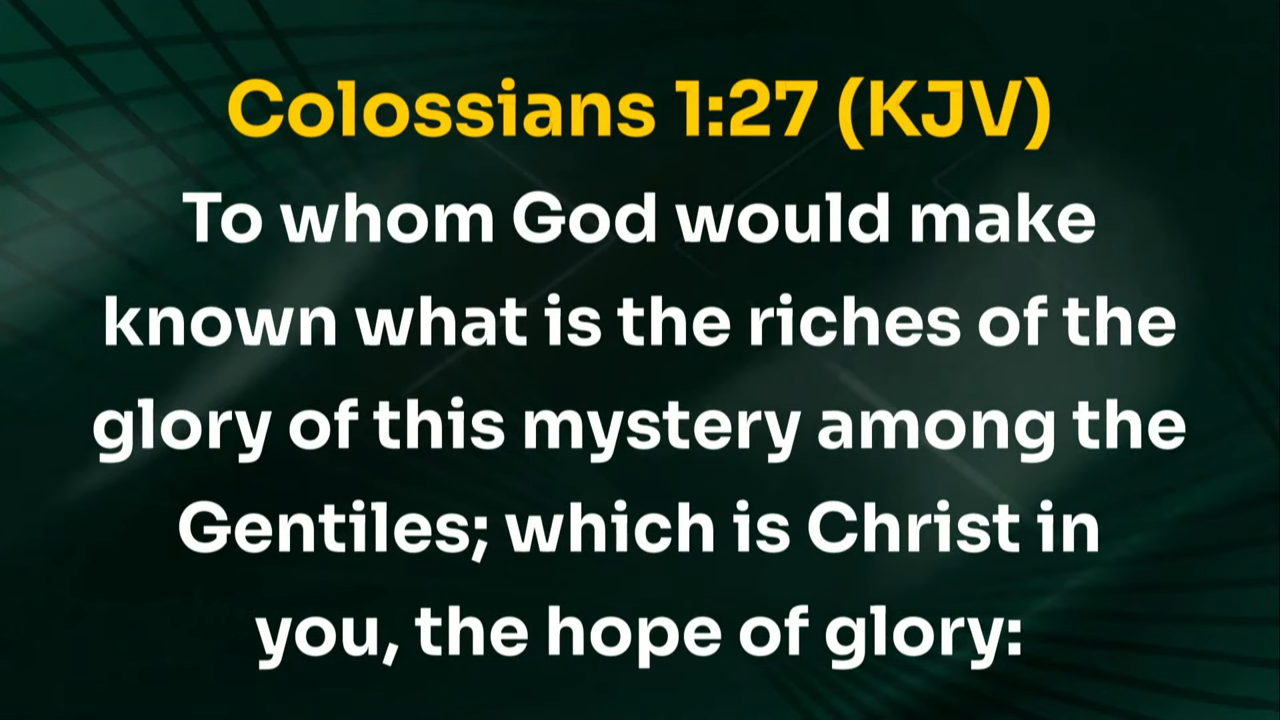 Colossians 1:27 (KJV)
To whom God would make
known what is the riches of the
glory of this mystery among the
Gentiles; which is Christ in
you, the hope of glory: